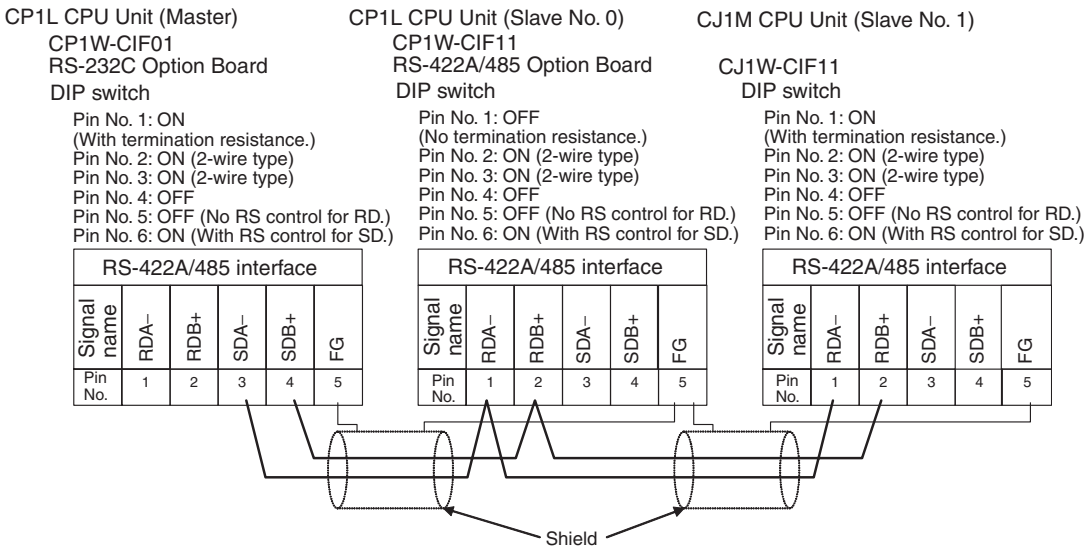 CP1L CPU Unit (Master)
CP1W-CIF01
RS-232C Option Board
DIP switch
Pin No. 1: ON
(With termination resistance.)
Pin No. 2: ON (2-wire type)
Pin No. 3: ON (2-wire type)
Pin No. 4: OFF
Pin No. 5: OFF (No RS control for RD.)
Pin No. 6: ON (With RS control for SD.)
RS-422A/485 interface
Signal name
RDA−
RDB+
SDA−
SDB+
FG
Pin No.
1
2
3
4
5
CP1L CPU Unit (Slave No. 0)
CP1W-CIF11
RS-422A/485 Option Board
DIP switch
Pin No. 1: OFF
(No termination resistance.)
Pin No. 2: ON (2-wire type)
Pin No. 3: ON (2-wire type)
Pin No. 4: OFF
Pin No. 5: OFF (No RS control for RD.)
Pin No. 6: ON (With RS control for SD.)
RS-422A/485 interface
Signal name
RDA−
RDB+
SDA−
SDB+
FG
Pin No.
1
2
3
4
5
CJ1M CPU Unit (Slave No. 1)
CJ1W-CIF11
DIP switch
Pin No. 1: ON
(With termination resistance.)
Pin No. 2: ON (2-wire type)
Pin No. 3: ON (2-wire type)
Pin No. 4: OFF
Pin No. 5: OFF (No RS control for RD.)
Pin No. 6: ON (With RS control for SD.)
RS-422A/485 interface
Signal name
RDA−
RDB+
SDA−
SDB+
FG
Pin No.
1
2
3
4
5
Shield